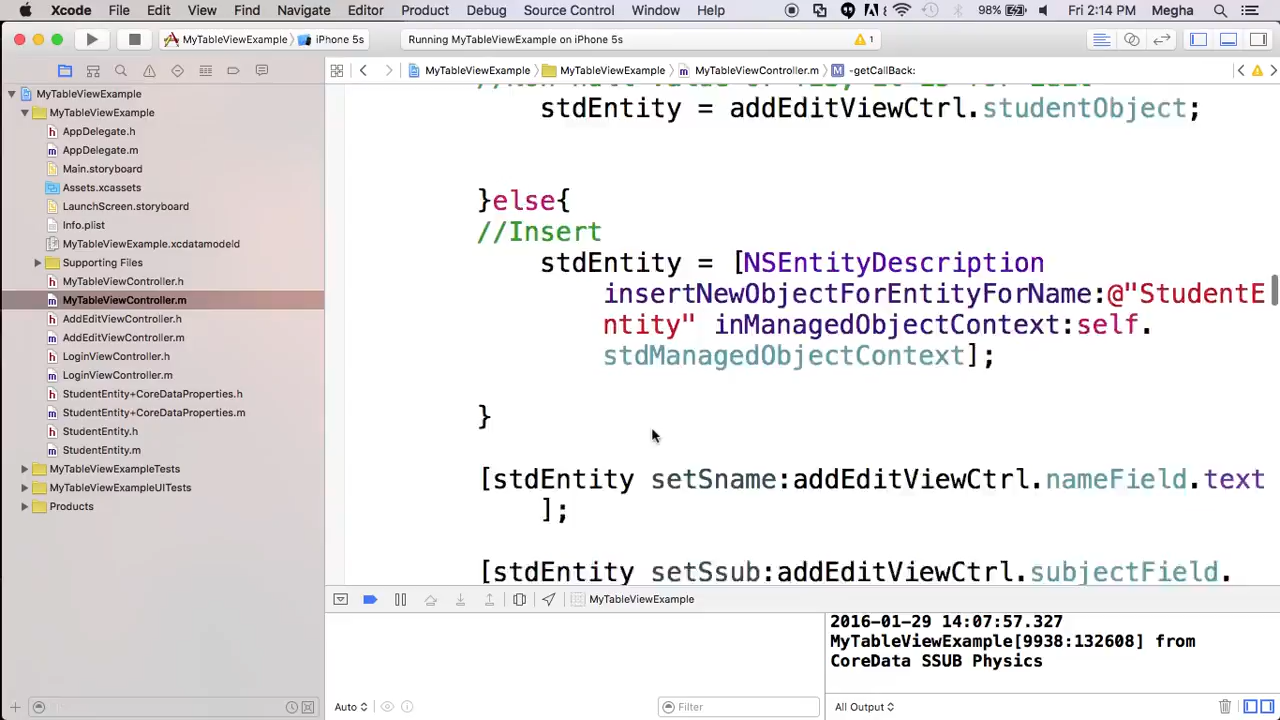 Xcode File Edit View Find Navigate Editor Product Debug Source Control Window Help 98% Fri 2:14 PM Megha
MyTableViewExample iPhone 5s Running MyTableViewExample on iPhone 5s 1
MyTableViewExample MyTableViewExample MyTableViewController.m -getCallBack:
MyTableViewExample
MyTableViewExample
AppDelegate.h
AppDelegate.m
Main.storyboard
Assets.xcassets
LaunchScreen.storyboard
Info.plist
MyTableViewExample.xcdatamodeld
Supporting Files
MyTableViewController.h
MyTableViewController.m
AddEditViewController.h
AddEditViewController.m
LoginViewController.h
LoginViewController.m
StudentEntity+CoreDataProperties.h
StudentEntity+CoreDataProperties.m
StudentEntity.h
StudentEntity.m
MyTableViewExampleTests
MyTableViewExampleUITests
Products
stdEntity = addEditViewCtrl.studentObject;
}else{
//Insert
stdEntity = [NSEntityDescription
insertNewObjectForEntityForName:@"StudentE
ntity" inManagedObjectContext:self.
stdManagedObjectContext];
}
[stdEntity setSname:addEditViewCtrl.nameField.text
];
[stdEntity setSsub:addEditViewCtrl.subjectField.
MyTableViewExample
2016-01-29 14:07:57.327
MyTableViewExample[9938:132608] from
CoreData SSUB Physics
Auto
Filter
All Output